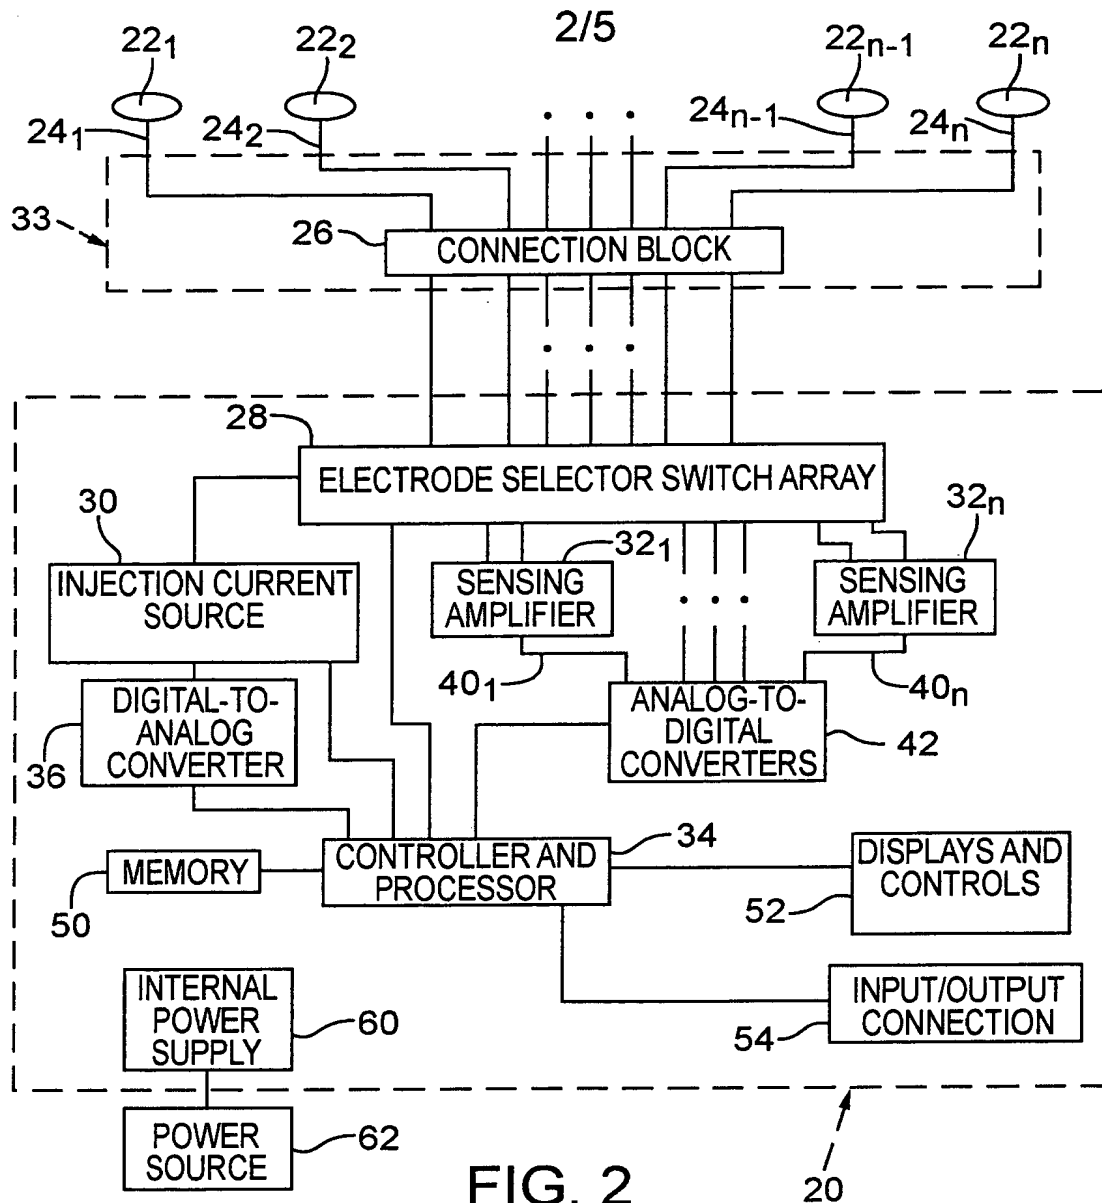 2/5
22₁
22₂
22n-1
22n
24₁
24₂
24n-1
24n
33
26
CONNECTION BLOCK
28
ELECTRODE SELECTOR SWITCH ARRAY
30
INJECTION CURRENT
SOURCE
32₁
SENSING
AMPLIFIER
32n
SENSING
AMPLIFIER
40₁
40n
36
DIGITAL-TO-
ANALOG
CONVERTER
ANALOG-TO-
DIGITAL
CONVERTERS
42
34
CONTROLLER AND
PROCESSOR
MEMORY
50
DISPLAYS AND
CONTROLS
52
INPUT/OUTPUT
CONNECTION
54
INTERNAL
POWER
SUPPLY
60
POWER
SOURCE
62
FIG. 2
20